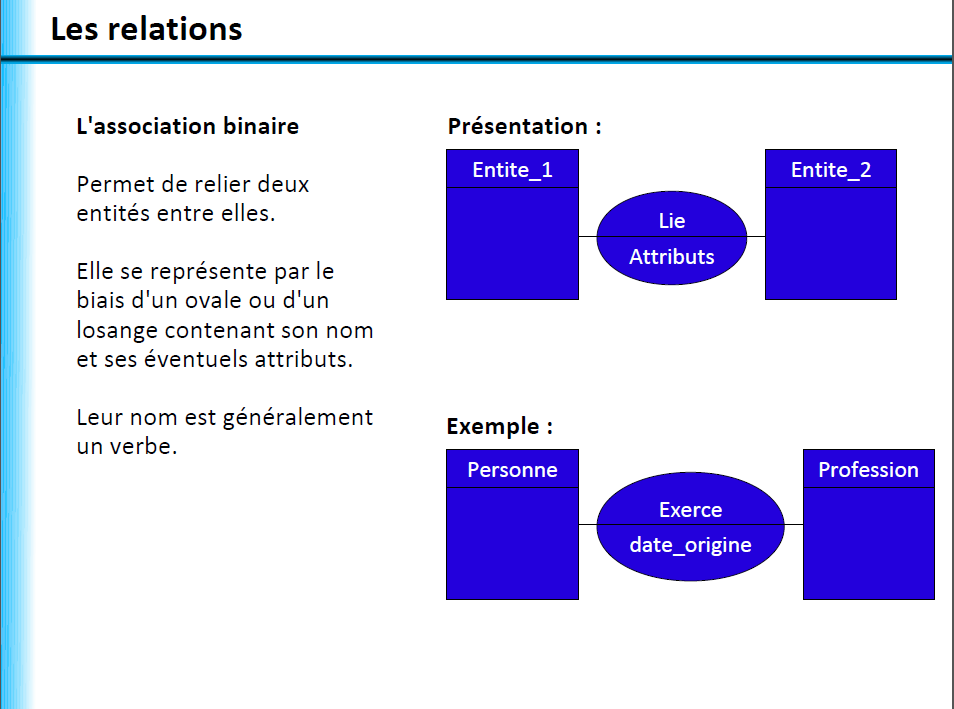 Les relations
L'association binaire
Permet de relier deux
entités entre elles.
Elle se représente par le
biais d'un ovale ou d'un
losange contenant son nom
et ses éventuels attributs.
Leur nom est généralement
un verbe.
Présentation :
Entite_1
Lie
Attributs
Entite_2
Exemple :
Personne
Exerce
date_origine
Profession